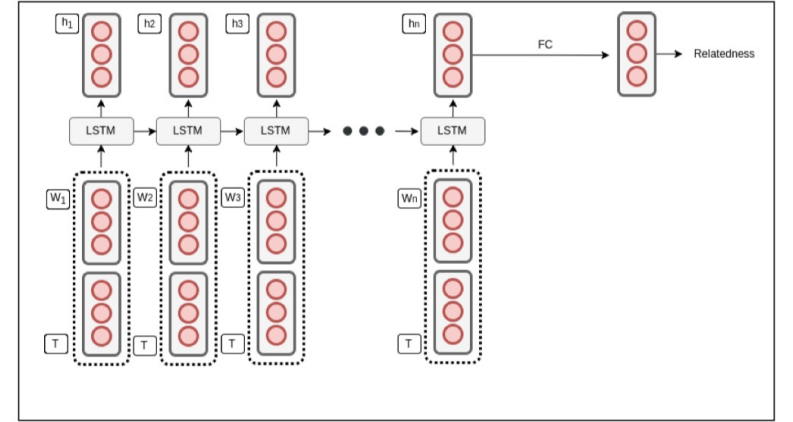 h1 h2 h3 hn
FC
Relatedness
LSTM LSTM LSTM LSTM
W1 W2 W3 Wn
T T T T